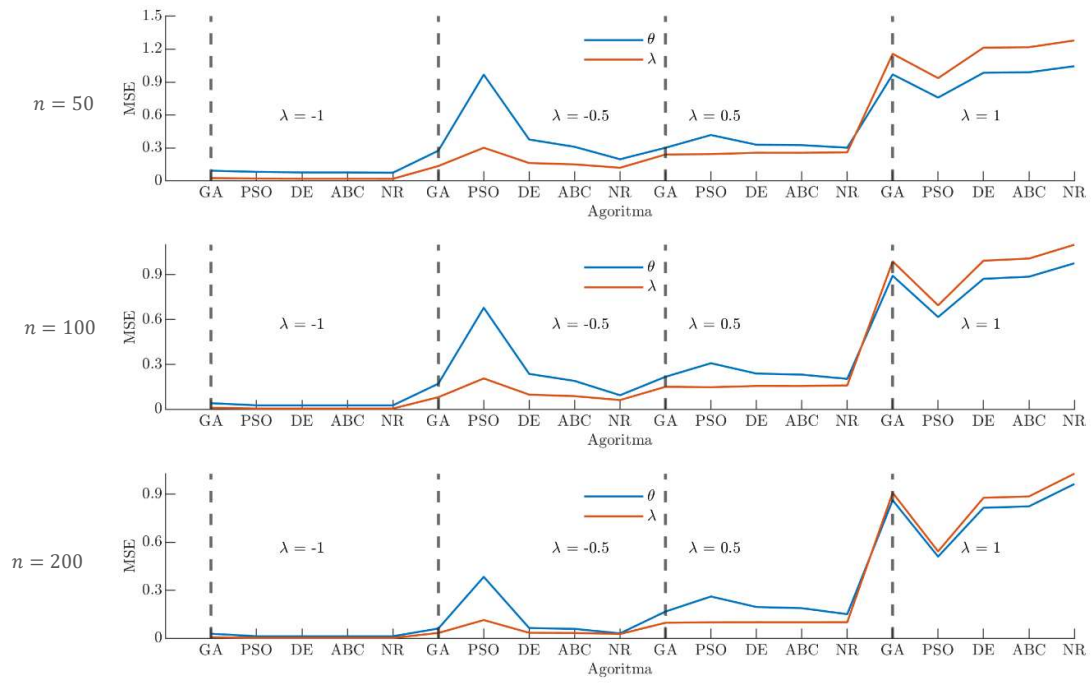 n = 50
MSE
1.5
1.2
0.9
0.6
0.3
0
θ
λ
λ = -1
λ = -0.5
λ = 0.5
λ = 1
GA PSO DE ABC NR GA PSO DE ABC NR GA PSO DE ABC NR GA PSO DE ABC NR
Agoritma
n = 100
MSE
0.9
0.6
0.3
0
θ
λ
λ = -1
λ = -0.5
λ = 0.5
λ = 1
GA PSO DE ABC NR GA PSO DE ABC NR GA PSO DE ABC NR GA PSO DE ABC NR
Agoritma
n = 200
MSE
0.9
0.6
0.3
0
θ
λ
λ = -1
λ = -0.5
λ = 0.5
λ = 1
GA PSO DE ABC NR GA PSO DE ABC NR GA PSO DE ABC NR GA PSO DE ABC NR
Agoritma